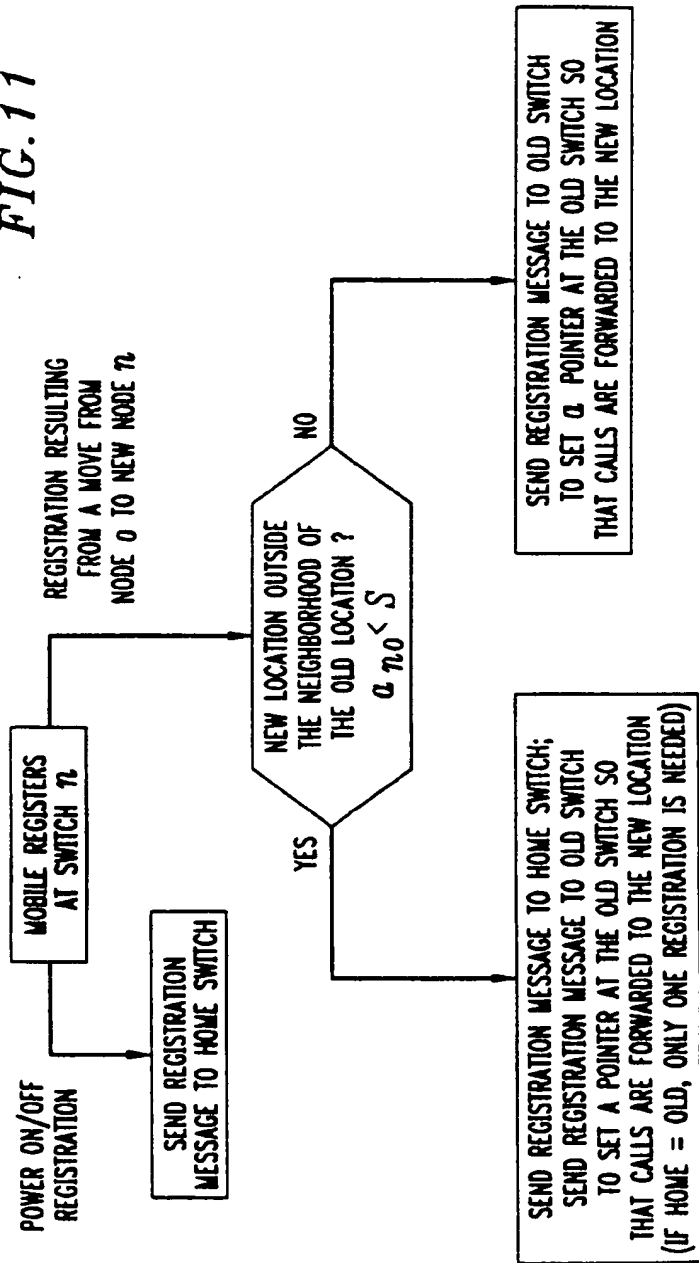 FIG.11
MOBILE REGISTERS
AT SWITCH n
POWER ON/OFF
REGISTRATION
SEND REGISTRATION
MESSAGE TO HOME SWITCH
REGISTRATION RESULTING
FROM A MOVE FROM
NODE o TO NEW NODE n
NEW LOCATION OUTSIDE
THE NEIGHBORHOOD OF
THE OLD LOCATION ?
a no < S
YES
NO
SEND REGISTRATION MESSAGE TO HOME SWITCH;
SEND REGISTRATION MESSAGE TO OLD SWITCH
TO SET A POINTER AT THE OLD SWITCH SO
THAT CALLS ARE FORWARDED TO THE NEW LOCATION
(IF HOME = OLD, ONLY ONE REGISTRATION IS NEEDED)
SEND REGISTRATION MESSAGE TO OLD SWITCH
TO SET a POINTER AT THE OLD SWITCH SO
THAT CALLS ARE FORWARDED TO THE NEW LOCATION